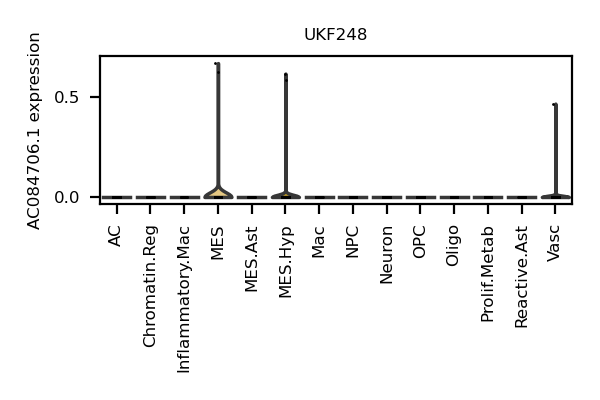 UKF248
AC084706.1 expression
0.5
0.0
AC
Chromatin.Reg
Inflammatory.Mac
MES
MES.Ast
MES.Hyp
Mac
NPC
Neuron
OPC
Oligo
Prolif.Metab
Reactive.Ast
Vasc